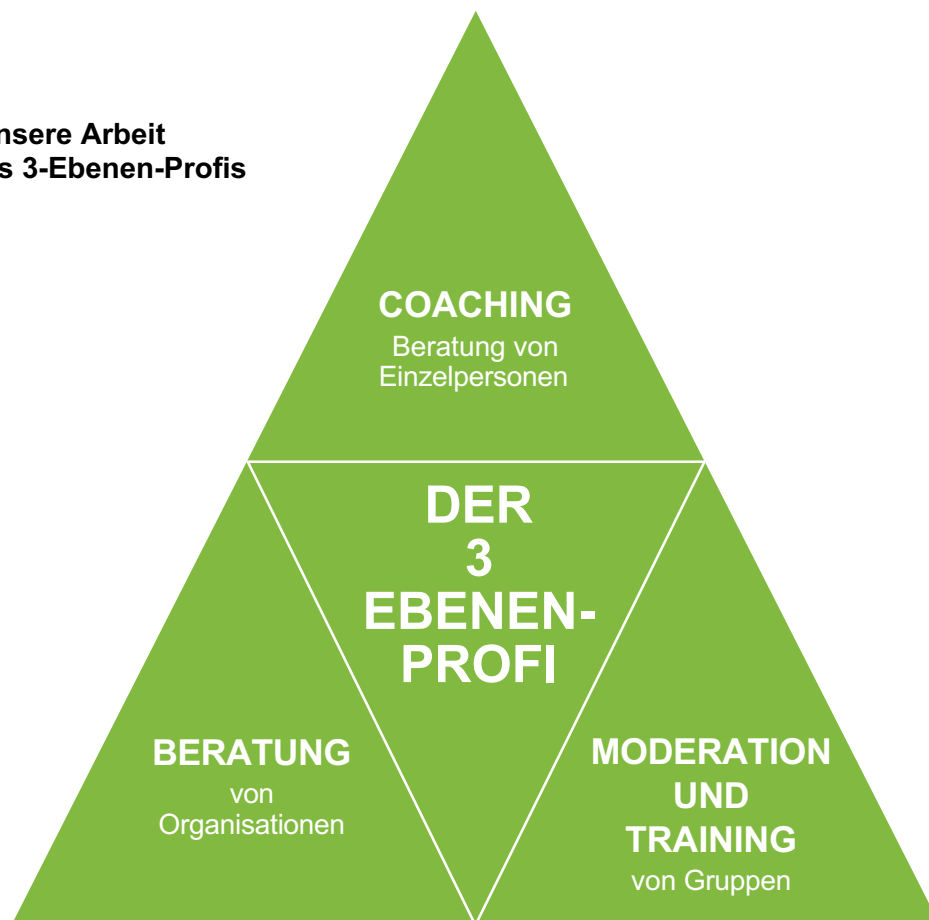 nsere Arbeit
s 3-Ebenen-Profis
COACHING
Beratung von
Einzelpersonen
DER
3
EBENEN-
PROFI
BERATUNG
von
Organisationen
MODERATION
UND
TRAINING
von Gruppen